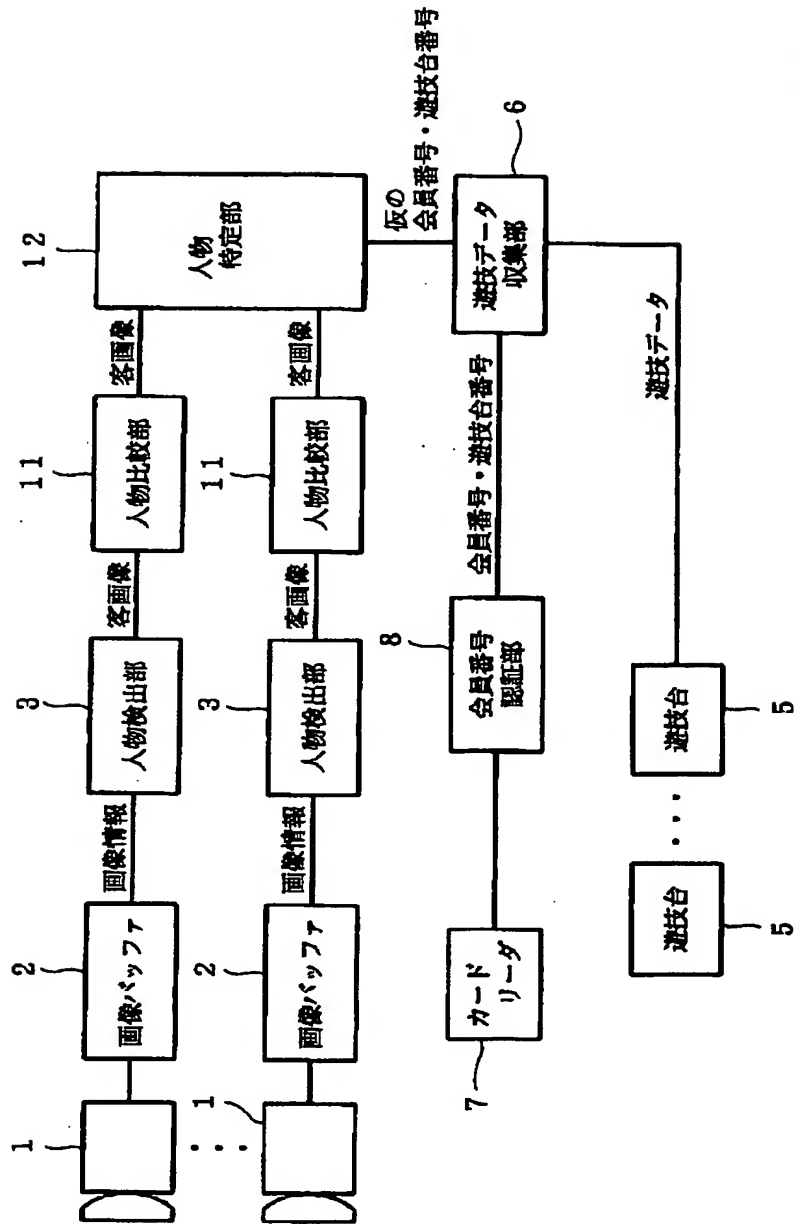 1
2
画像バッファ
画像情報
3
人物検出部
客画像
11
人物比較部
客画像
12
人物
特定部
1
2
画像バッファ
画像情報
3
人物検出部
客画像
11
人物比較部
客画像
仮の
会員番号・遊技台番号
7
カード
リーダ
8
会員番号
認証部
会員番号・遊技台番号
6
遊技データ
収集部
遊技台
5
遊技台
5
遊技データ